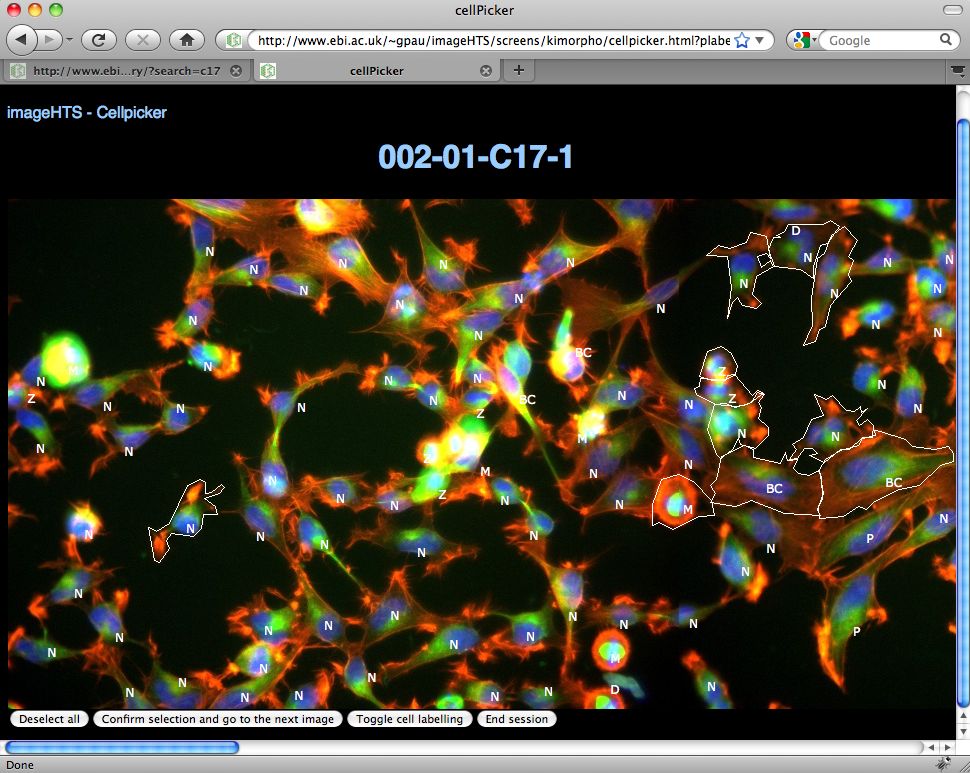 cellPicker
http://www.ebi.ac.uk/~gpau/imageHTS/screens/kimorpho/cellpicker.html?plabe
Google
http://www.ebi...ry/?search=c17
cellPicker
imageHTS - Cellpicker
002-01-C17-1
D
N N N N N N N N N
N N N N N N
N N N N N N
N N BC N
M N Z N
N Z N N N BC N N Z N
N N Z N N
N N M N
Z M N BC BC
N N N Z N N M
N N N N N N N N P
N N
N N N N N N
N N N N N P
N N N M
N N N N N N D N
Deselect all
Confirm selection and go to the next image
Toggle cell labelling
End session
Done